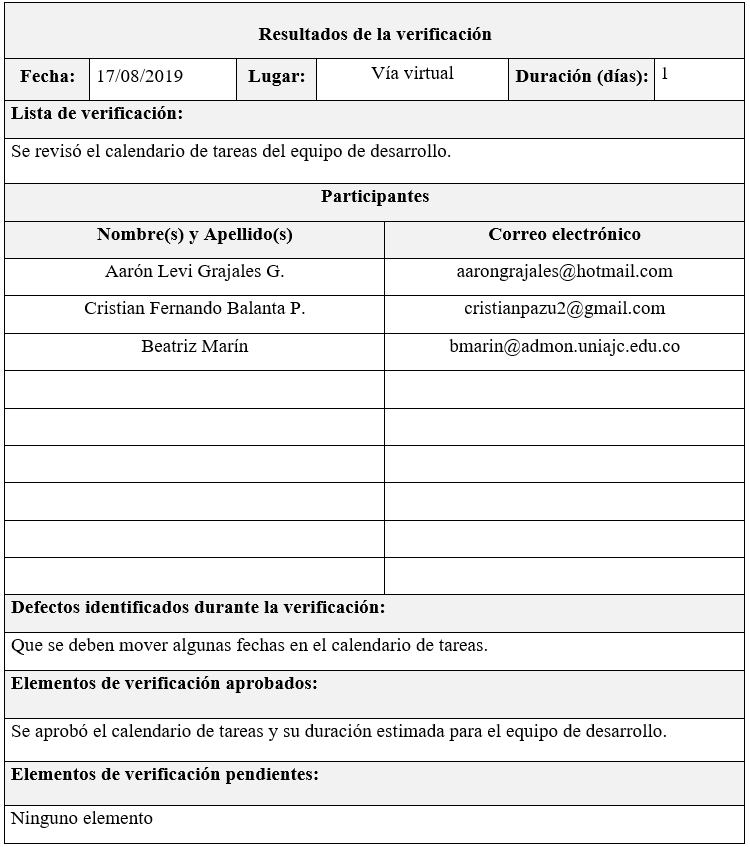 Resultados de la verificación
Fecha: 17/08/2019 Lugar: Vía virtual Duración (días): 1
Lista de verificación:
Se revisó el calendario de tareas del equipo de desarrollo.
Participantes
Nombre(s) y Apellido(s) Correo electrónico
Aarón Levi Grajales G. aarongrajales@hotmail.com
Cristian Fernando Balanta P. cristianpazu2@gmail.com
Beatriz Marín bmarin@admon.uniajc.edu.co
Defectos identificados durante la verificación:
Que se deben mover algunas fechas en el calendario de tareas.
Elementos de verificación aprobados:
Se aprobó el calendario de tareas y su duración estimada para el equipo de desarrollo.
Elementos de verificación pendientes:
Ninguno elemento